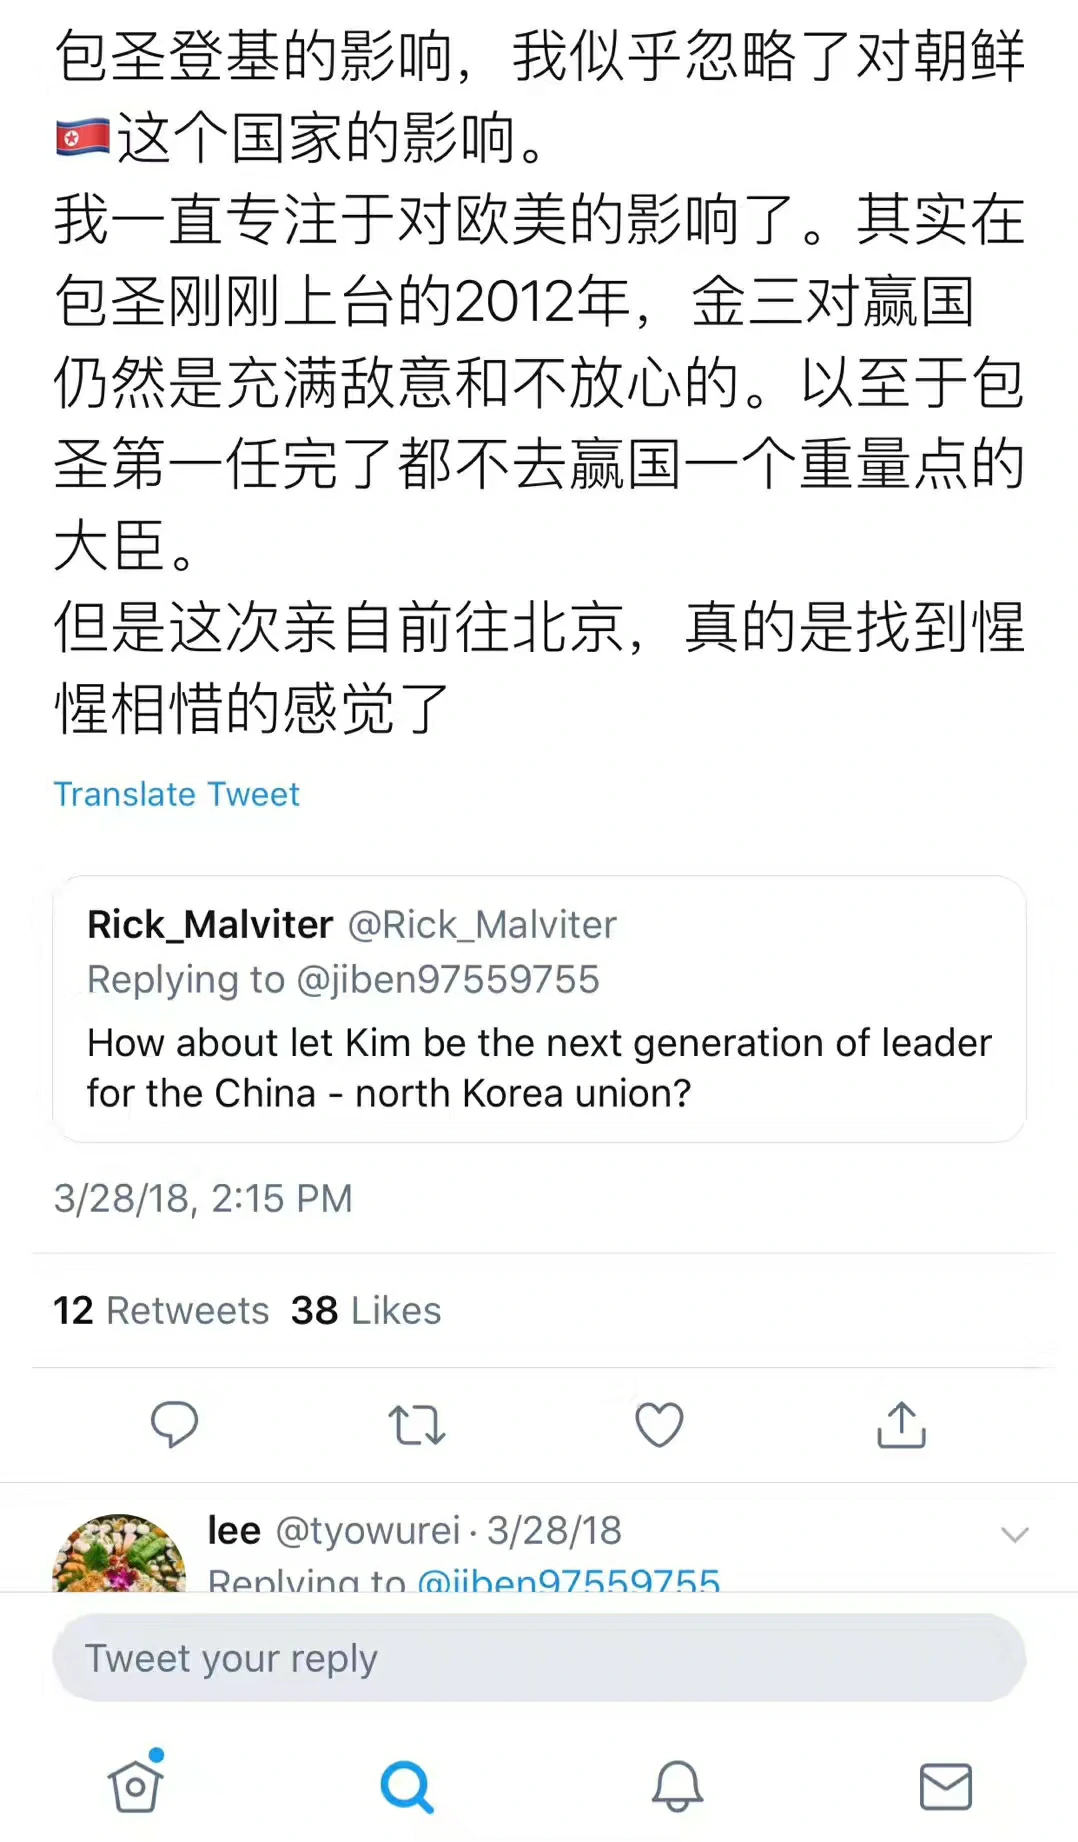 包圣登基的影响，我似乎忽略了对朝鲜
🇰🇵这个国家的影响。
我一直专注于对欧美的影响了。其实在
包圣刚刚上台的2012年，金三对赢国
仍然是充满敌意和不放心的。以至于包
圣第一任完了都不去赢国一个重量点的
大臣。
但是这次亲自前往北京，真的是找到惺
惺相惜的感觉了
Translate Tweet
Rick_Malviter @Rick_Malviter
Replying to @jiben97559755
How about let Kim be the next generation of leader
for the China - north Korea union?
3/28/18, 2:15 PM
12 Retweets 38 Likes
lee @tyowurei · 3/28/18
Replying to @jiben97559755
Tweet your reply